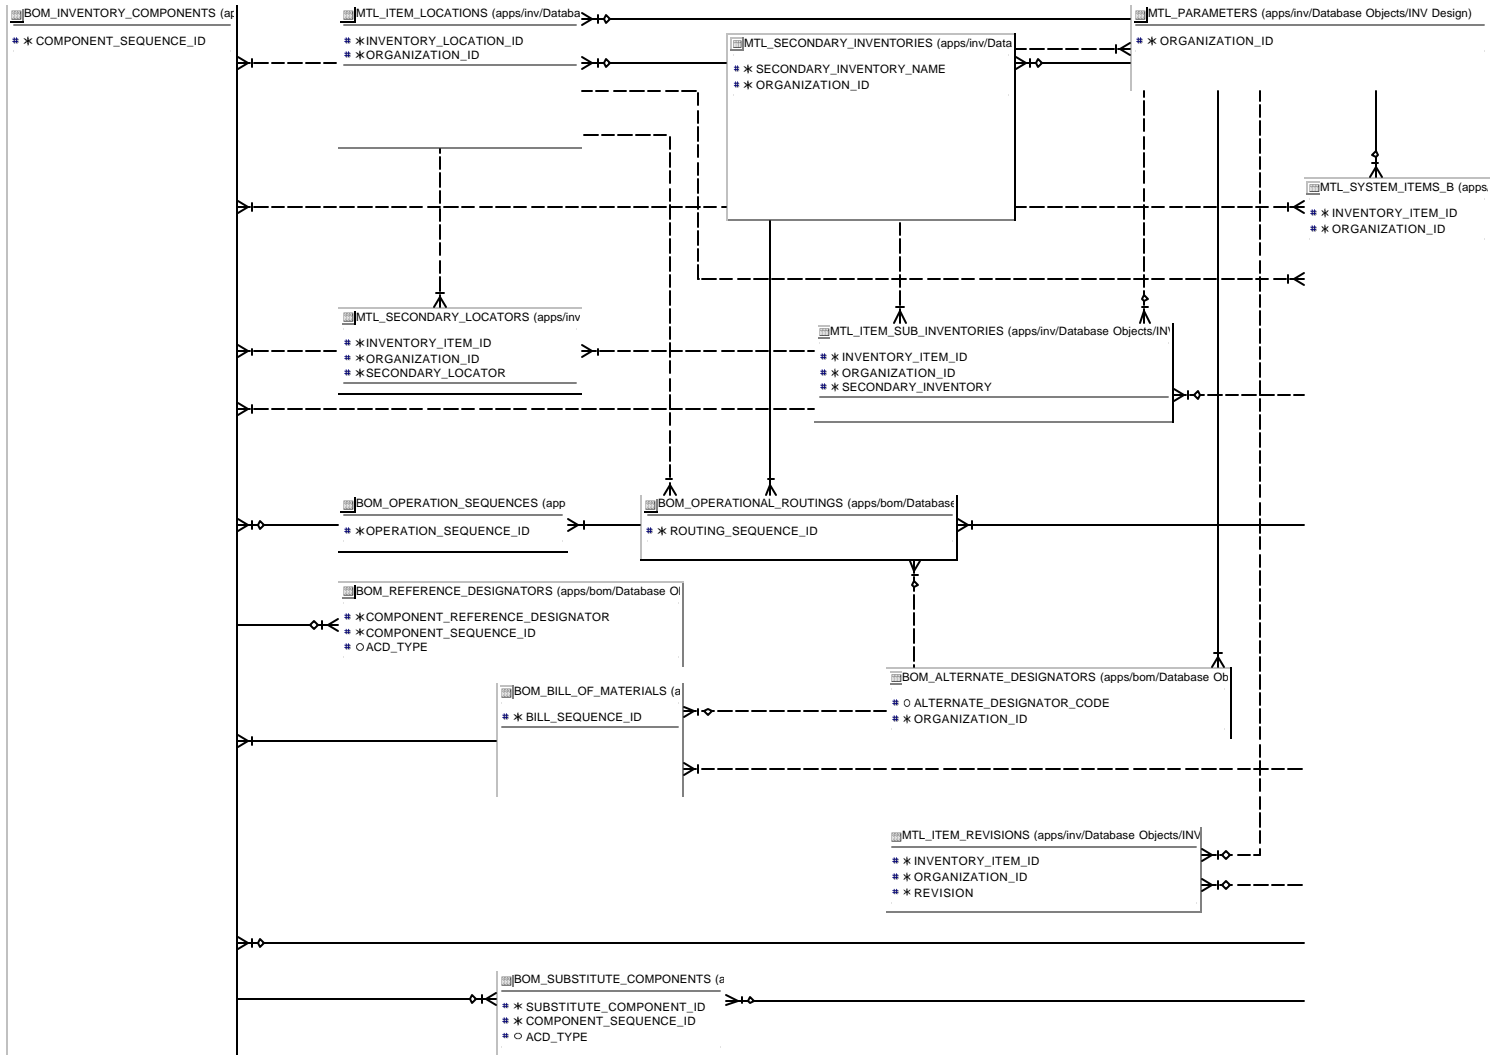 BOM_INVENTORY_COMPONENTS (ap
# * COMPONENT_SEQUENCE_ID
MTL_ITEM_LOCATIONS (apps/inv/Databa
# *INVENTORY_LOCATION_ID
# *ORGANIZATION_ID
MTL_SECONDARY_INVENTORIES (apps/inv/Data
# * SECONDARY_INVENTORY_NAME
# * ORGANIZATION_ID
MTL_PARAMETERS (apps/inv/Database Objects/INV Design)
# * ORGANIZATION_ID
MTL_SYSTEM_ITEMS_B (apps
# * INVENTORY_ITEM_ID
# * ORGANIZATION_ID
MTL_SECONDARY_LOCATORS (apps/inv
# *INVENTORY_ITEM_ID
# *ORGANIZATION_ID
# *SECONDARY_LOCATOR
MTL_ITEM_SUB_INVENTORIES (apps/inv/Database Objects/IN
# * INVENTORY_ITEM_ID
# * ORGANIZATION_ID
# * SECONDARY_INVENTORY
BOM_OPERATION_SEQUENCES (app
# *OPERATION_SEQUENCE_ID
BOM_OPERATIONAL_ROUTINGS (apps/bom/Database
# * ROUTING_SEQUENCE_ID
BOM_REFERENCE_DESIGNATORS (apps/bom/Database O
# *COMPONENT_REFERENCE_DESIGNATOR
# *COMPONENT_SEQUENCE_ID
# OACD_TYPE
BOM_BILL_OF_MATERIALS (a
# * BILL_SEQUENCE_ID
BOM_ALTERNATE_DESIGNATORS (apps/bom/Database Ob
# O ALTERNATE_DESIGNATOR_CODE
# * ORGANIZATION_ID
MTL_ITEM_REVISIONS (apps/inv/Database Objects/INV
# * INVENTORY_ITEM_ID
# * ORGANIZATION_ID
# * REVISION
BOM_SUBSTITUTE_COMPONENTS (a
# * SUBSTITUTE_COMPONENT_ID
# * COMPONENT_SEQUENCE_ID
# O ACD_TYPE